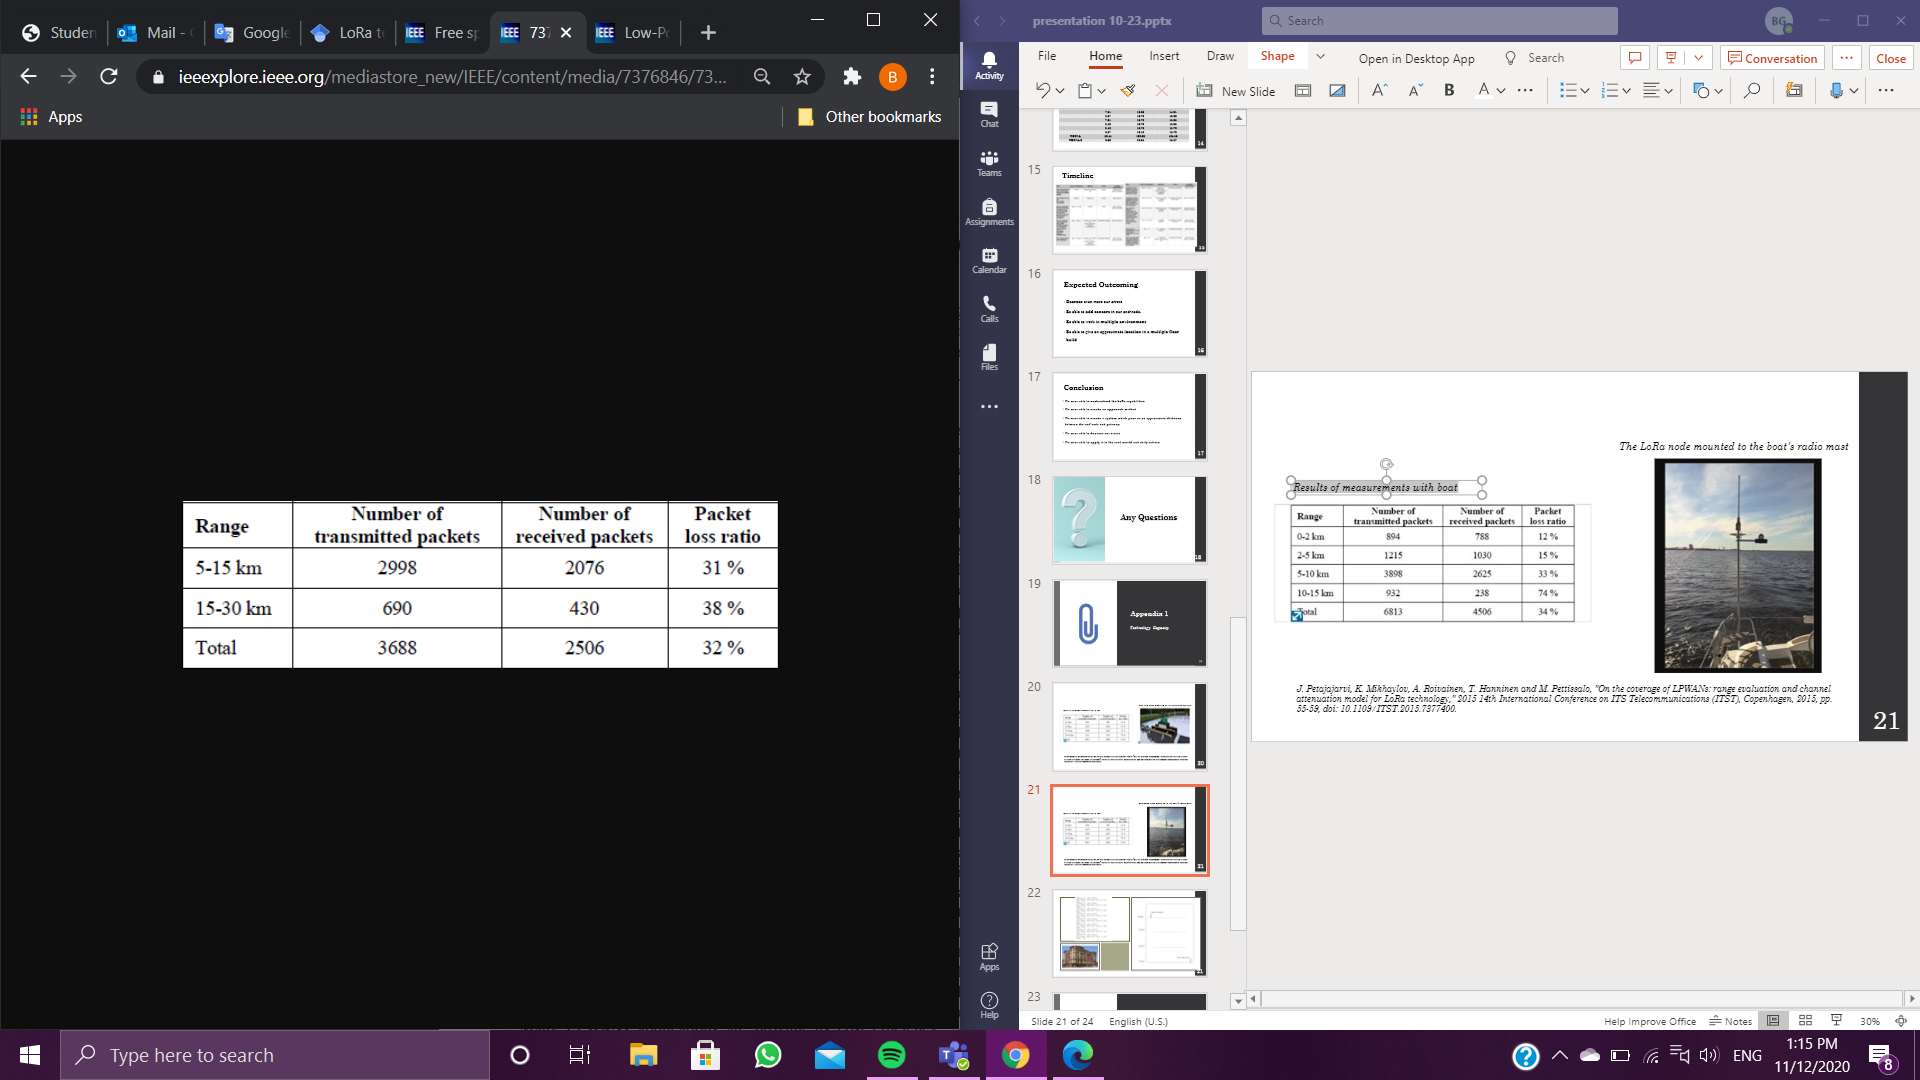 Studen
Mail -
Google
LoRa t
Free sp
737
Low-Po
ieeexplore.ieee.org/mediastore_new/IEEE/content/media/7376846/73...
B
Apps
Other bookmarks
Range Number of transmitted packets Number of received packets Packet loss ratio
5-15 km 2998 2076 31 %
15-30 km 690 430 38 %
Total 3688 2506 32 %
presentation 10-23.pptx
Search
BG
Activity
Chat
Teams
Assignments
Calendar
Calls
Files
Apps
Help
File Home Insert Draw Shape Open in Desktop App Search Conversation Close
New Slide
14
15
Timeline
16
Expected Outcoming
16
17
Conclusion
17
18
Any Questions
18
19
Appendix 1
20
20
21
21
22
23
The LoRa node mounted to the boat's radio mast
Results of measurements with boat
Range Number of transmitted packets Number of received packets Packet loss ratio
0-2 km 894 788 12 %
2-5 km 1215 1030 15 %
5-10 km 3898 2625 33 %
10-15 km 932 238 74 %
Total 6813 4506 34 %
J. Petajajarvi, K. Mikhaylov, A. Roivainen, T. Hanninen and M. Pettissalo, "On the coverage of LPWANs: range evaluation and channel
attenuation model for LoRa technology," 2015 14th International Conference on ITS Telecommunications (ITST), Copenhagen, 2015, pp.
55-59, doi: 10.1109/ITST.2015.7377400.
21
Slide 21 of 24 English (U.S.) Help Improve Office Notes 30%
Type here to search
ENG
1:15 PM
11/12/2020
8